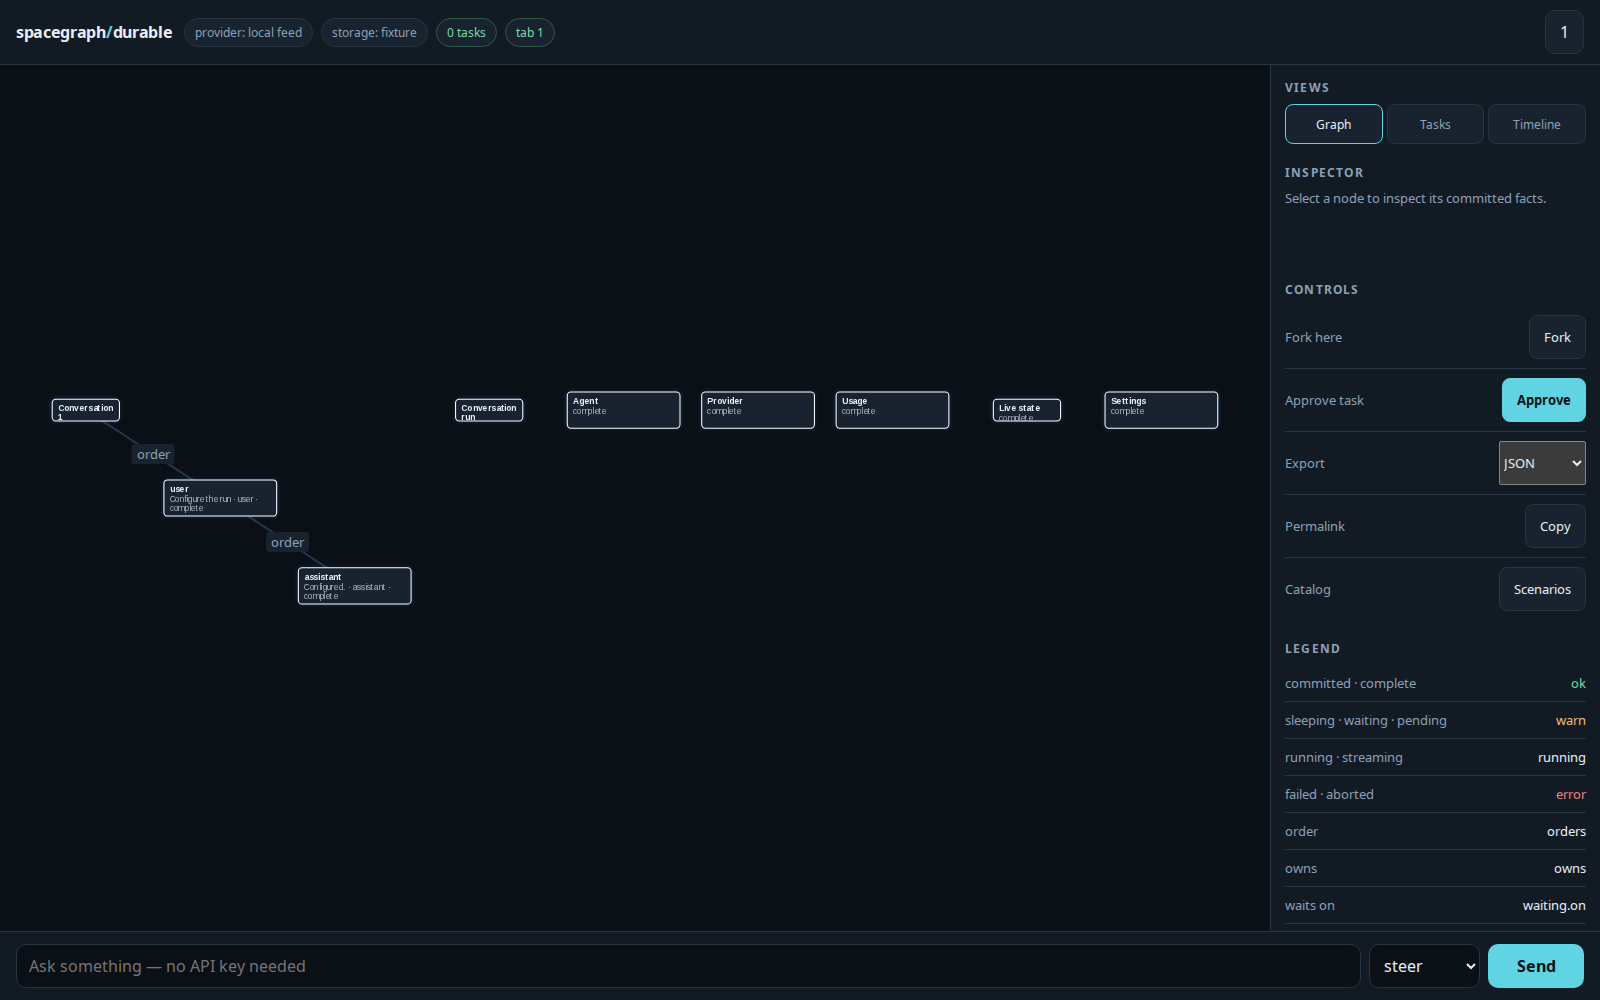 spacegraph/durable
provider: local feed
storage: fixture
0 tasks
tab 1
1
VIEWS
Graph
Tasks
Timeline
INSPECTOR
Select a node to inspect its committed facts.
CONTROLS
Fork here
Fork
Approve task
Approve
Export
JSON
Permalink
Copy
Catalog
Scenarios
LEGEND
committed · complete
ok
sleeping · waiting · pending
warn
running · streaming
running
failed · aborted
error
order
orders
owns
owns
waits on
waiting.on
Conversation
1
order
user
Configure the run · user ·
complete
order
assistant
Configured. · assistant ·
complete
Conversation
run
Agent
complete
Provider
complete
Usage
complete
Live state
complete
Settings
complete
Ask something — no API key needed
steer
Send